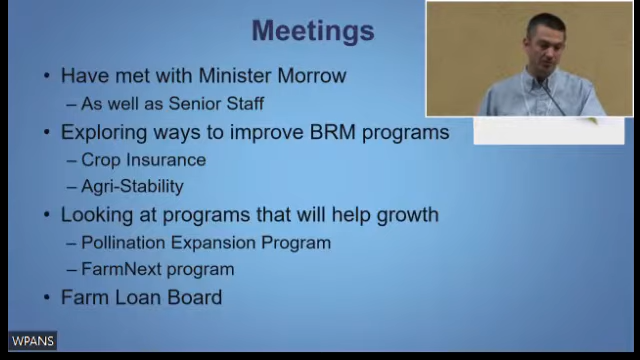 Meetings
• Have met with Minister Morrow
– As well as Senior Staff
• Exploring ways to improve BRM programs
– Crop Insurance
– Agri-Stability
• Looking at programs that will help growth
– Pollination Expansion Program
– FarmNext program
• Farm Loan Board
WPANS